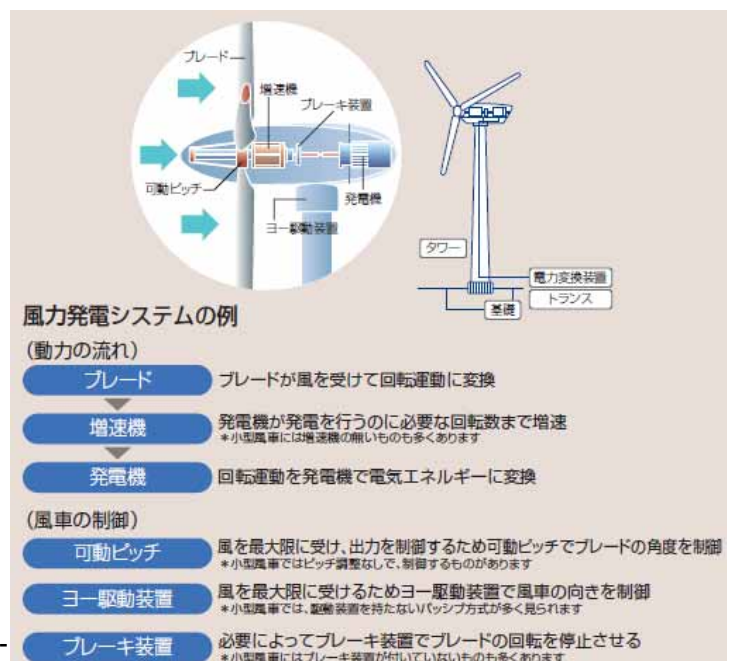 ブレード
増速機
ブレーキ装置
可動ピッチ
発電機
ヨー駆動装置
タワー
電力変換装置
トランス
基礎
風力発電システムの例
(動力の流れ)
ブレード ブレードが風を受けて回転運動に変換
増速機 発電機が発電を行うのに必要な回転数まで増速
*小型風車には増速機の無いものも多くあります
発電機 回転運動を発電機で電気エネルギーに変換
(風車の制御)
可動ピッチ 風を最大限に受け、出力を制御するため可動ピッチでブレードの角度を制御
*小型風車ではピッチ調整なしで、制御するものがあります
ヨー駆動装置 風を最大限に受けるためヨー駆動装置で風車の向きを制御
*小型風車では、駆動装置を持たないパッシブ方式が多く見られます
ブレーキ装置 必要によってブレーキ装置でブレードの回転を停止させる
*小型風車にはブレーキ装置が付いていないものも多くあります